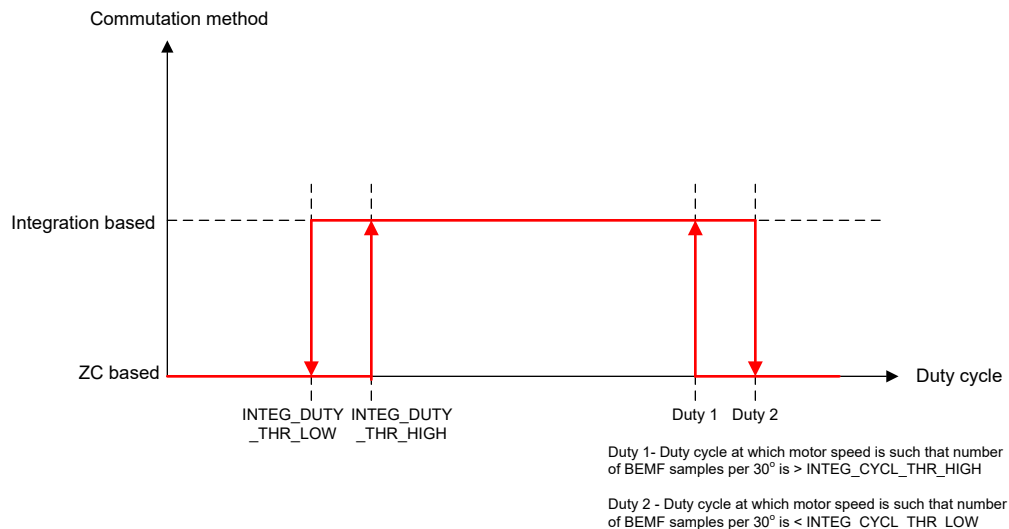 Commutation method
Integration based
ZC based
Duty cycle
INTEG_DUTY
_THR_LOW
INTEG_DUTY
_THR_HIGH
Duty 1
Duty 2
Duty 1- Duty cycle at which motor speed is such that number
of BEMF samples per 30° is > INTEG_CYCL_THR_HIGH
Duty 2 - Duty cycle at which motor speed is such that number
of BEMF samples per 30° is < INTEG_CYCL_THR_LOW